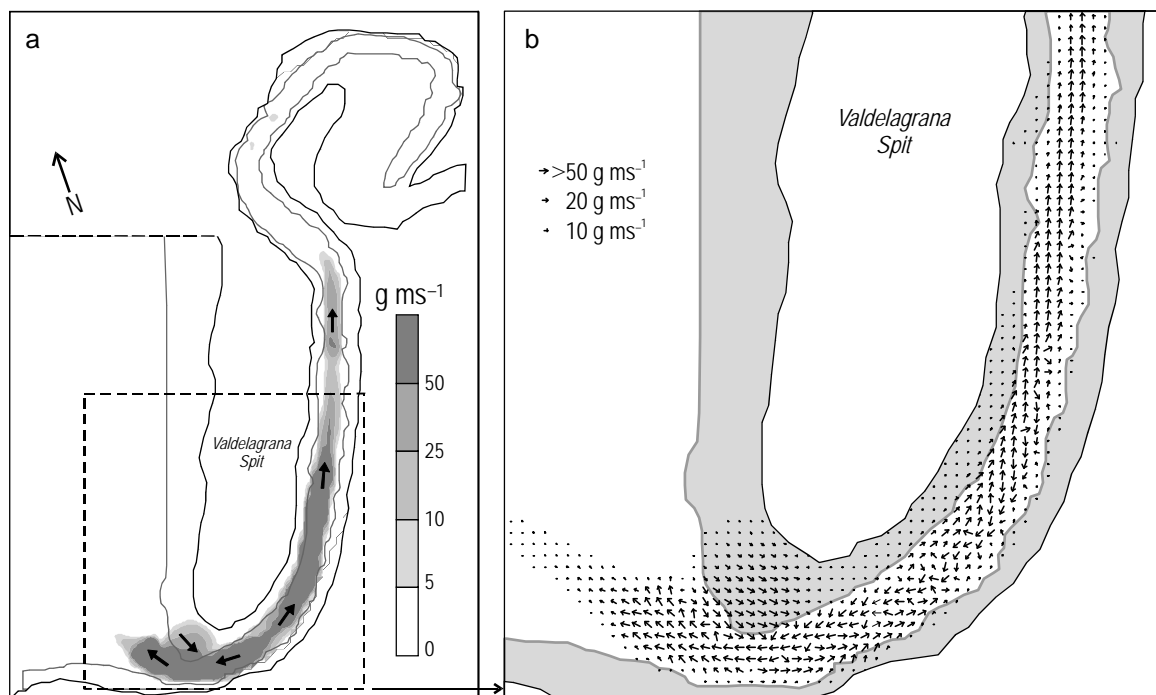 a
N
g ms⁻¹
50
25
10
5
0
Valdelagrana
Spit
b
Valdelagrana
Spit
>50 g ms⁻¹
20 g ms⁻¹
10 g ms⁻¹